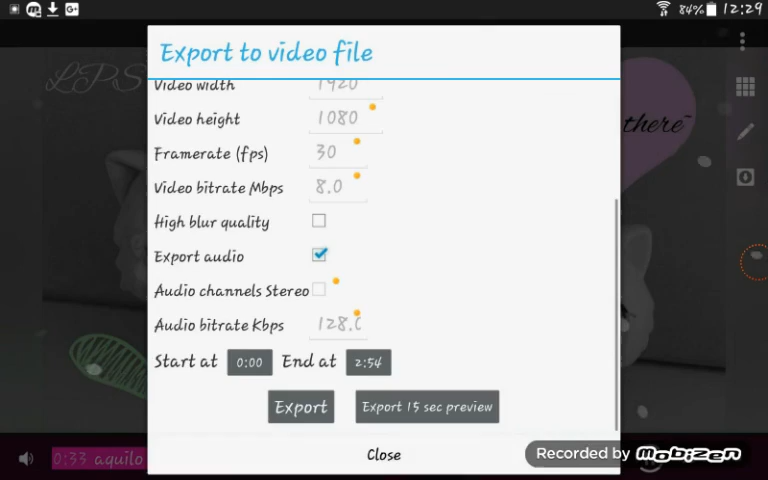 84% 12:29
Export to video file
LPS
Video width 1920
there~
Video height 1080
Framerate (fps) 30
Video bitrate Mbps 8.0
High blur quality
Export audio
Audio channels Stereo
Audio bitrate Kbps 128.0
Start at 0:00 End at 2:54
Export Export 15 sec preview
0:33 aquilo
Close
Recorded by Mobizen